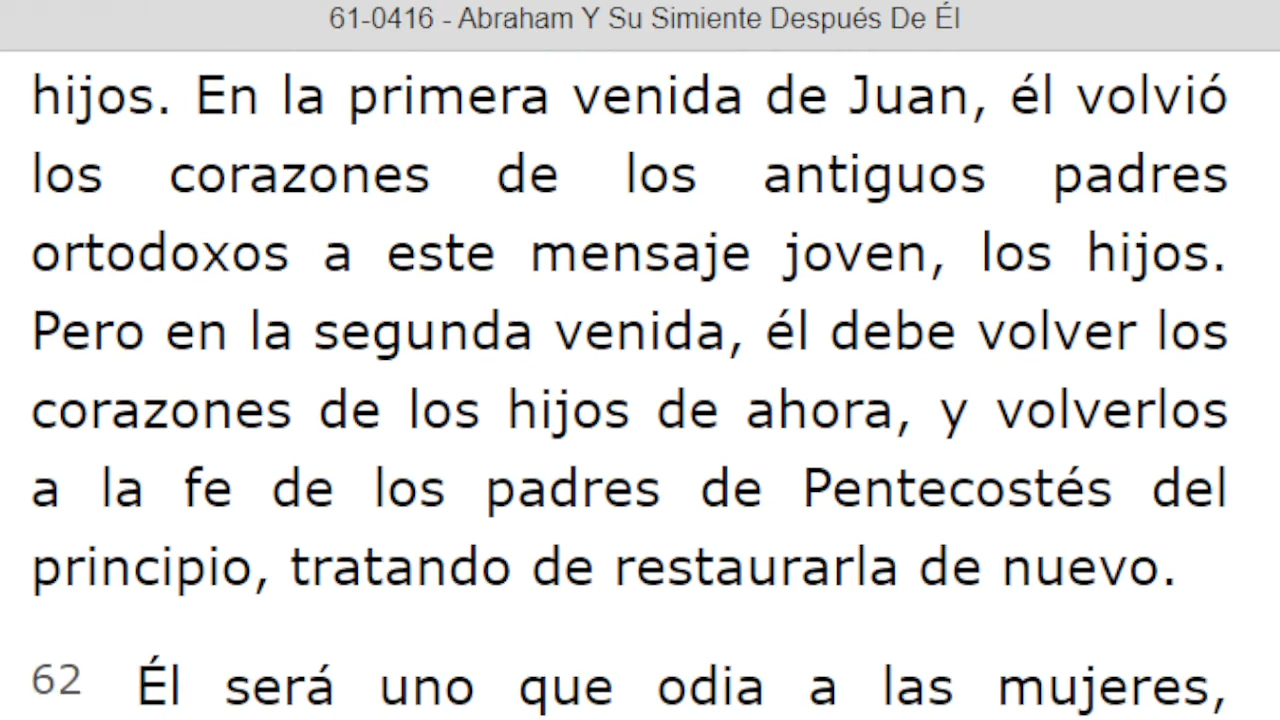 61-0416 - Abraham Y Su Simiente Después De Él
hijos. En la primera venida de Juan, él volvió
los corazones de los antiguos padres
ortodoxos a este mensaje joven, los hijos.
Pero en la segunda venida, él debe volver los
corazones de los hijos de ahora, y volverlos
a la fe de los padres de Pentecostés del
principio, tratando de restaurarla de nuevo.
62 Él será uno que odia a las mujeres,